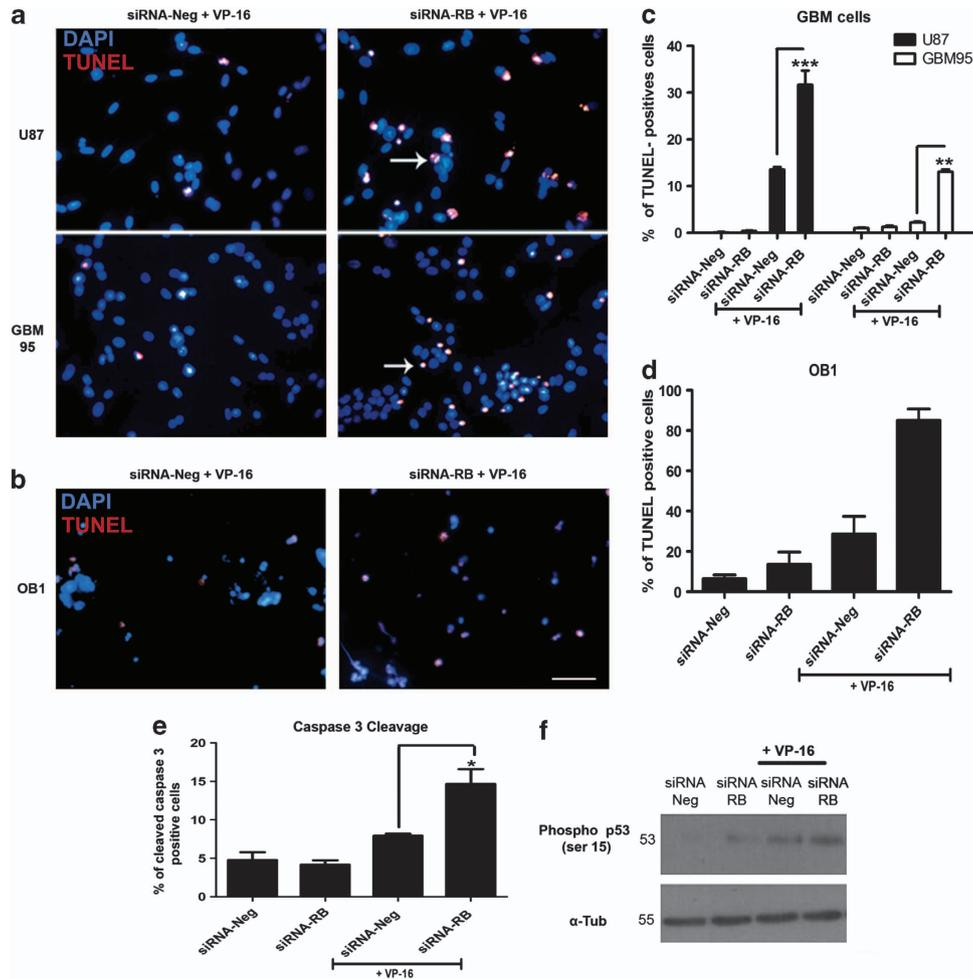 a
siRNA-Neg + VP-16
siRNA-RB + VP-16
DAPI
TUNEL
U87
GBM
95
b
siRNA-Neg + VP-16
siRNA-RB + VP-16
DAPI
TUNEL
OB1
c
GBM cells
U87
GBM95
% of TUNEL- positives cells
40
30
20
10
0
***
**
siRNA-Neg
siRNA-RB
siRNA-Neg
siRNA-RB
siRNA-Neg
siRNA-RB
siRNA-Neg
siRNA-RB
+ VP-16
+ VP-16
d
OB1
% of TUNEL positive cells
100
80
60
40
20
0
siRNA-Neg
siRNA-RB
siRNA-Neg
siRNA-RB
+ VP-16
e
Caspase 3 Cleavage
% of cleaved caspase 3
positive cells
20
15
10
5
0
*
siRNA-Neg
siRNA-RB
siRNA-Neg
siRNA-RB
+ VP-16
f
+ VP-16
siRNA siRNA siRNA siRNA
Neg RB Neg RB
Phospho p53 53
(ser 15)
α-Tub 55